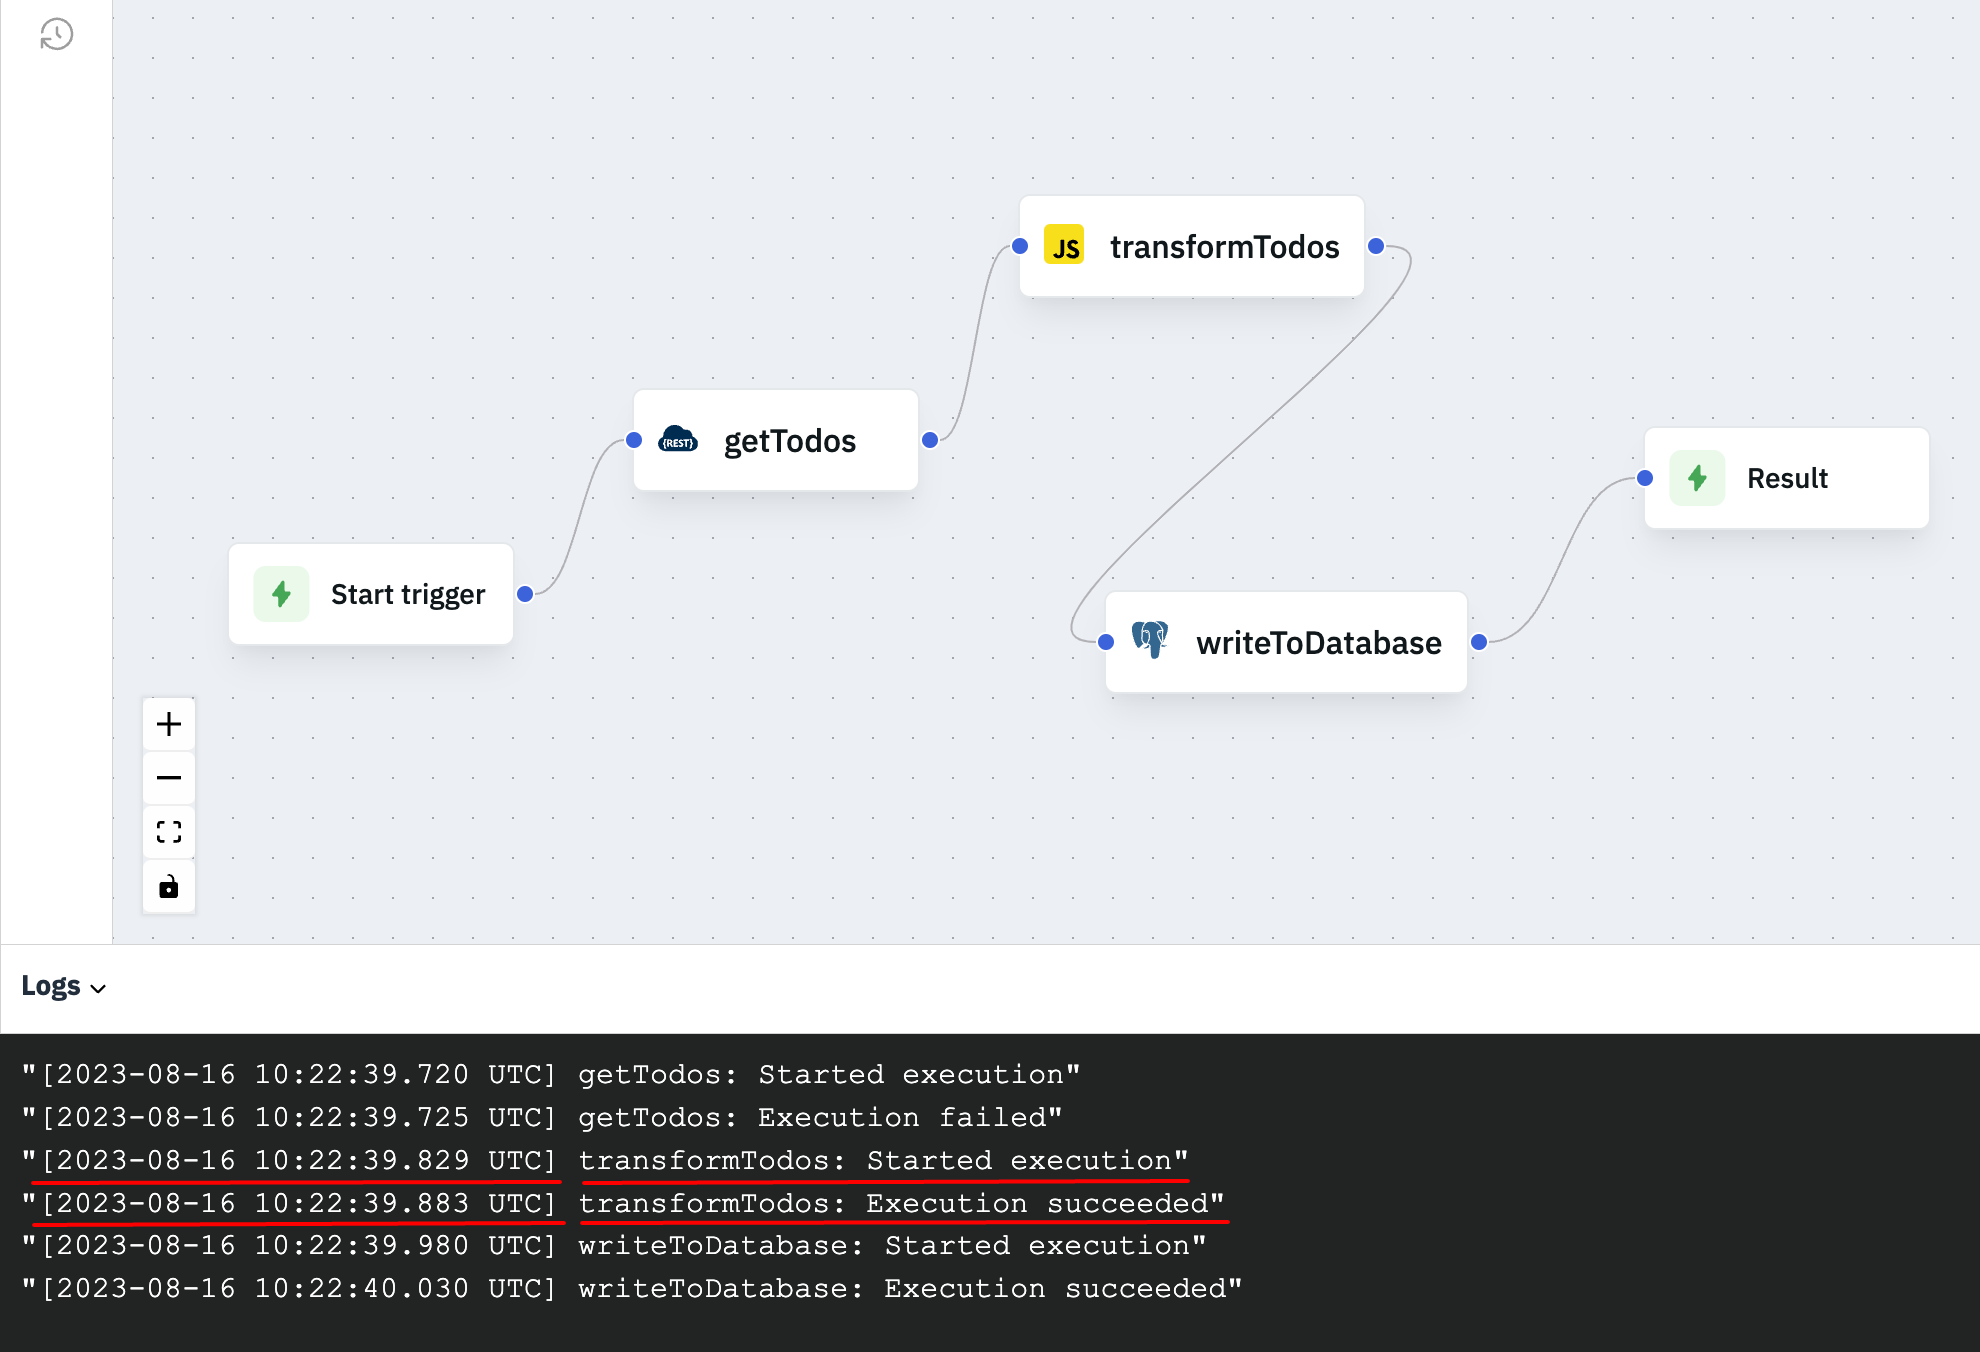 JS transformTodos
{REST} getTodos
Result
Start trigger
writeToDatabase
Logs
"[2023-08-16 10:22:39.720 UTC] getTodos: Started execution"
"[2023-08-16 10:22:39.725 UTC] getTodos: Execution failed"
"[2023-08-16 10:22:39.829 UTC] transformTodos: Started execution"
"[2023-08-16 10:22:39.883 UTC] transformTodos: Execution succeeded"
"[2023-08-16 10:22:39.980 UTC] writeToDatabase: Started execution"
"[2023-08-16 10:22:40.030 UTC] writeToDatabase: Execution succeeded"